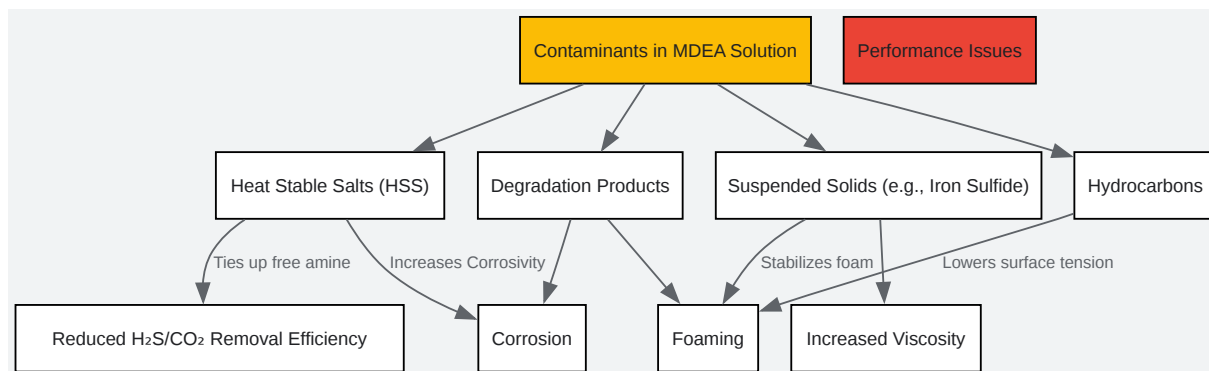 Contaminants in MDEA Solution
Performance Issues
Heat Stable Salts (HSS)
Degradation Products
Suspended Solids (e.g., Iron Sulfide)
Hydrocarbons
Ties up free amine
Increases Corrosivity
Stabilizes foam
Lowers surface tension
Reduced H₂S/CO₂ Removal Efficiency
Corrosion
Foaming
Increased Viscosity